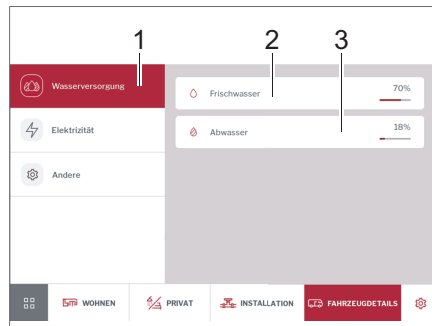 1 2 3
Wasserversorgung
Frischwasser 70%
Elektrizität
Abwasser 18%
Andere
WOHNEN PRIVAT INSTALLATION FAHRZEUGDETAILS